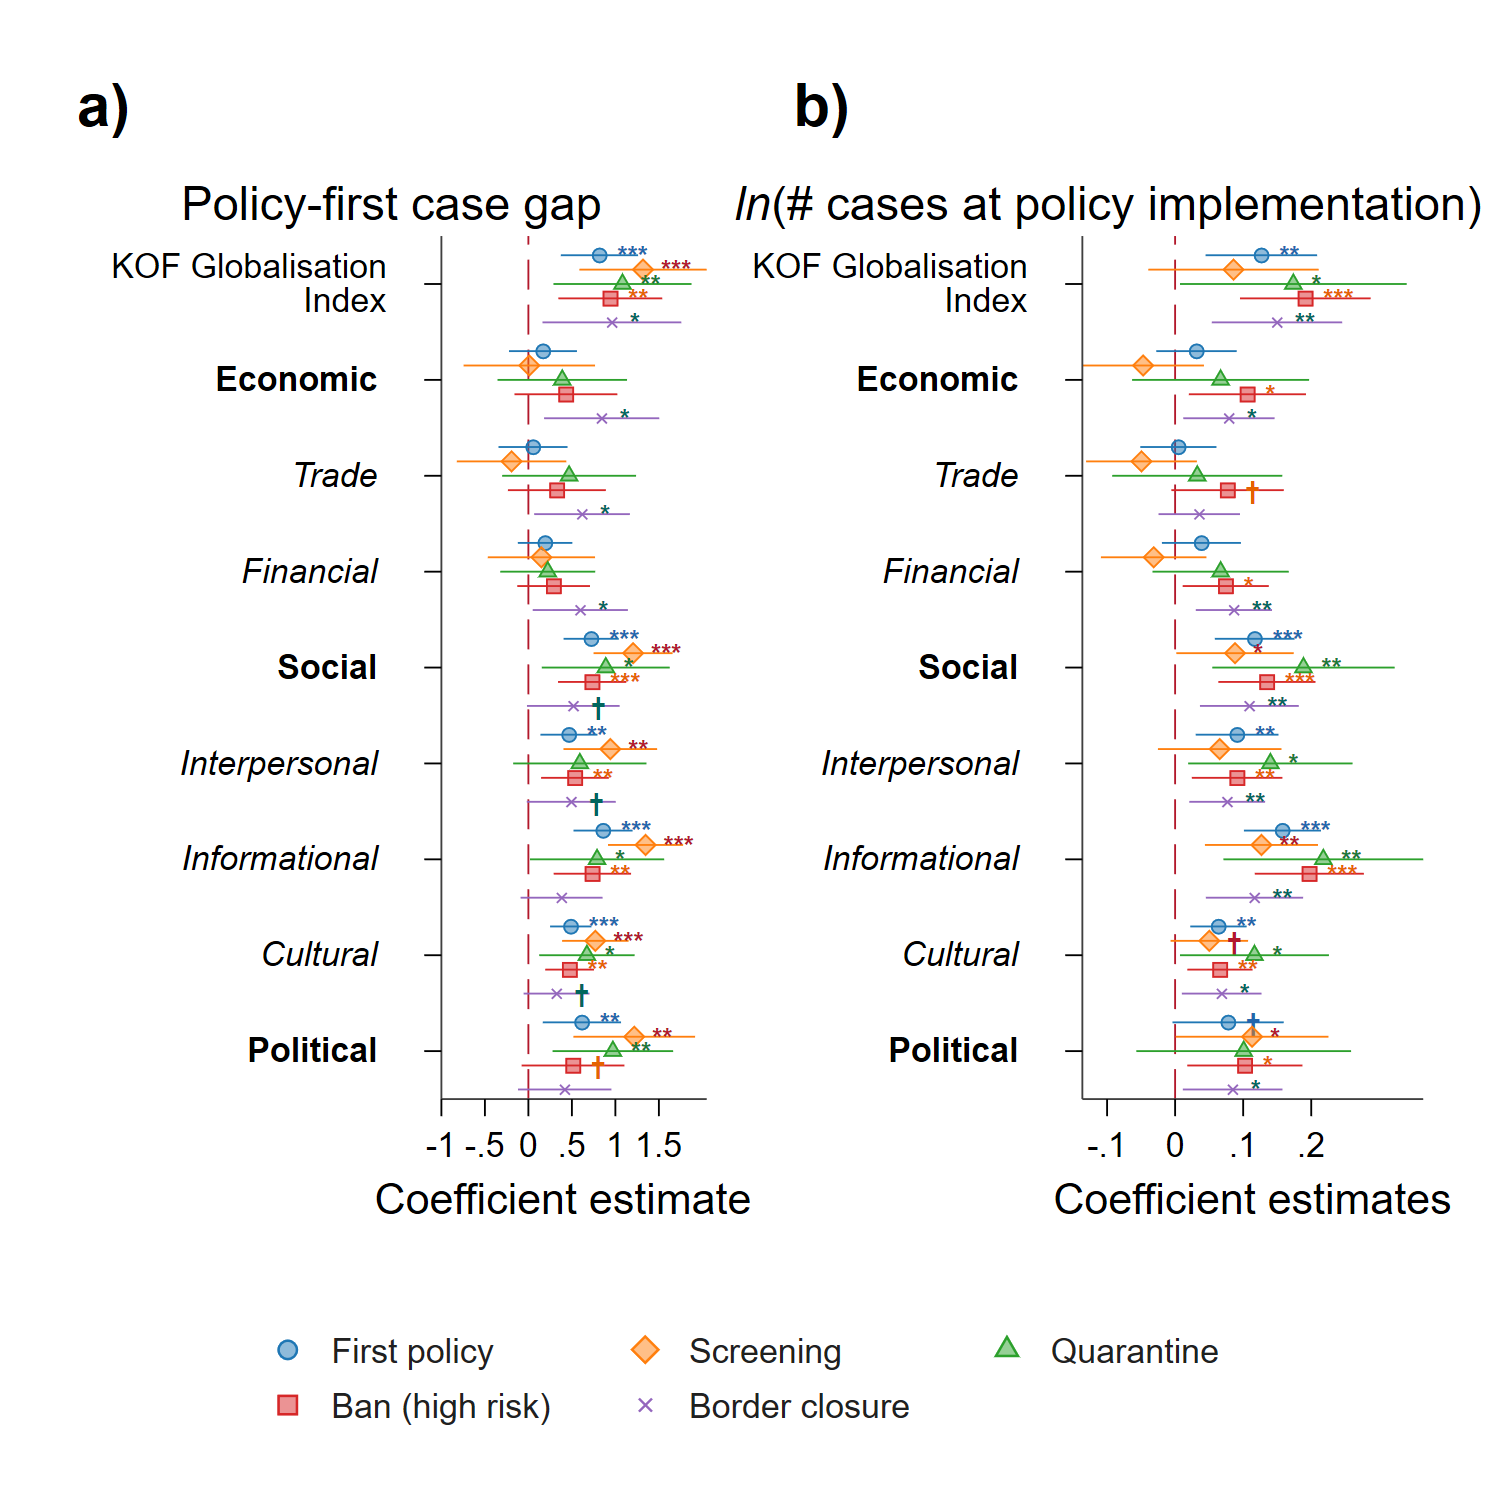 a)
b)
Policy-first case gap
ln(# cases at policy implementation)
KOF Globalisation
Index
***
***
**
**
*
Economic
*
Trade
*
Financial
*
Social
***
***
*
***
†
Interpersonal
**
**
**
†
Informational
***
***
*
**
Cultural
***
***
*
**
†
Political
**
**
**
†
-1 -.5 0 .5 1 1.5
Coefficient estimate
KOF Globalisation
Index
**
*
***
**
Economic
*
*
Trade
†
Financial
*
**
Social
***
*
**
***
**
Interpersonal
**
*
**
**
Informational
***
**
**
***
**
Cultural
**
†
*
**
*
Political
†
*
*
*
-.1 0 .1 .2
Coefficient estimates
First policy
Screening
Quarantine
Ban (high risk)
Border closure